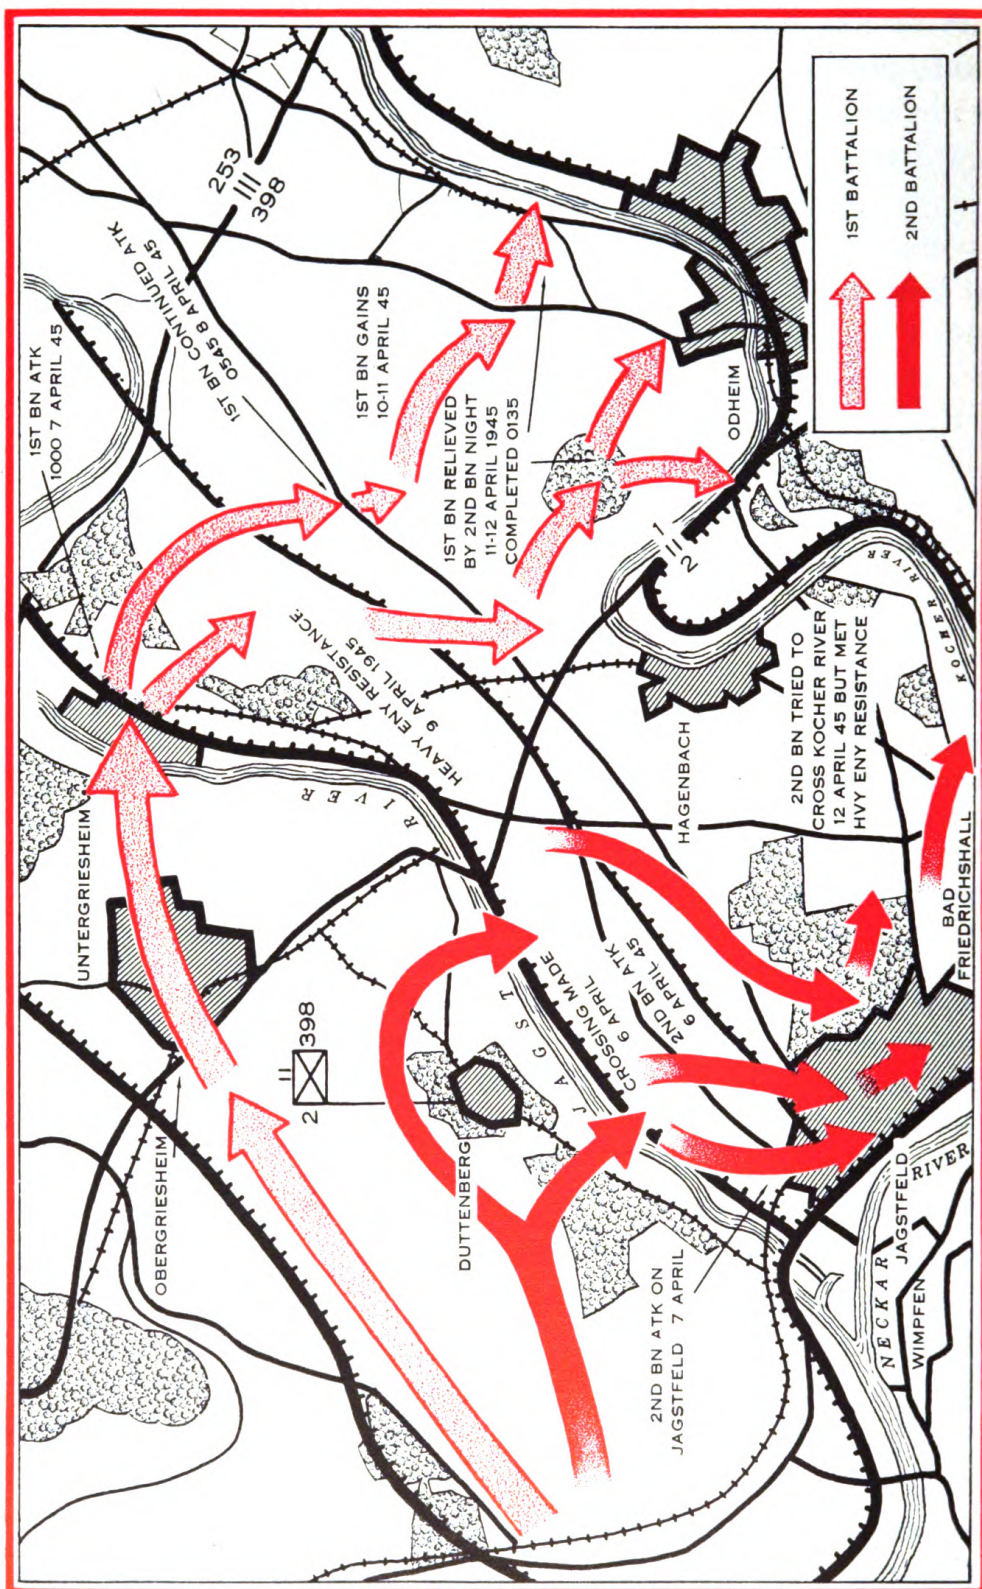 OBERGRIESHEIM
UNTERGRIESHEIM
1ST BN ATK
1000 7 APRIL 45
1ST BN CONTINUED ATK
0545 8 APRIL 45
253
III
398
2
II
398
DUTTENBERG
RIVER
HEAVY ENY
RESISTANCE
9 APRIL 1945
1ST BN GAINS
10-11 APRIL 45
1ST BN RELIEVED
BY 2ND BN NIGHT
11-12 APRIL 1945
COMPLETED 0135
JAGST
CROSSING MADE
6 APRIL
2ND BN ATK
6 APRIL 45
2ND BN ATK ON
JAGSTFELD 7 APRIL
HAGENBACH
2 II 1
ODHEIM
2ND BN TRIED TO
CROSS KOCHER RIVER
12 APRIL 45 BUT MET
HVY ENY RESISTANCE
KOCHER RIVER
NECKAR RIVER
WIMPFEN
JAGSTFELD
BAD
FRIEDRICHSHALL
1ST BATTALION
2ND BATTALION